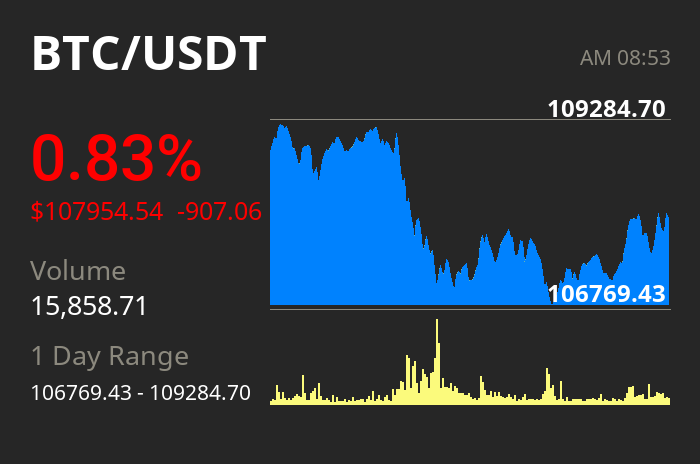 BTC/USDT
AM 08:53
109284.70
0.83%
$107954.54 -907.06
Volume
15,858.71
106769.43
1 Day Range
106769.43 - 109284.70